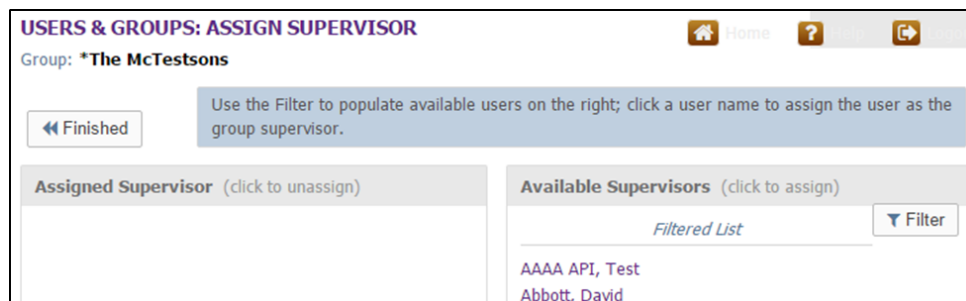 USERS & GROUPS: ASSIGN SUPERVISOR
Home
Help
Group: *The McTestsons
Finished
Use the Filter to populate available users on the right; click a user name to assign the user as the
group supervisor.
Assigned Supervisor (click to unassign)
Available Supervisors (click to assign)
Filtered List
Filter
AAAA API, Test
Abbott, David